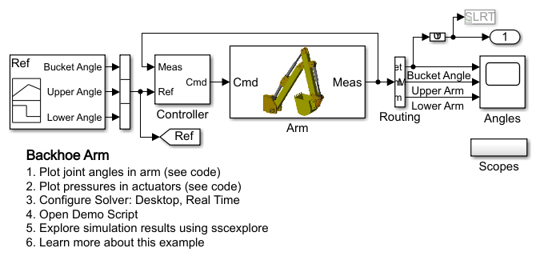 SLRT
1
Ref
Bucket Angle
Upper Angle
Lower Angle
Meas
Ref
Cmd
Controller
Cmd
Meas
Arm
Routing
Bucket Angle
Upper Arm
Lower Arm
Angles
Ref
Scopes
Backhoe Arm
1. Plot joint angles in arm (see code)
2. Plot pressures in actuators (see code)
3. Configure Solver: Desktop, Real Time
4. Open Demo Script
5. Explore simulation results using sscexplore
6. Learn more about this example